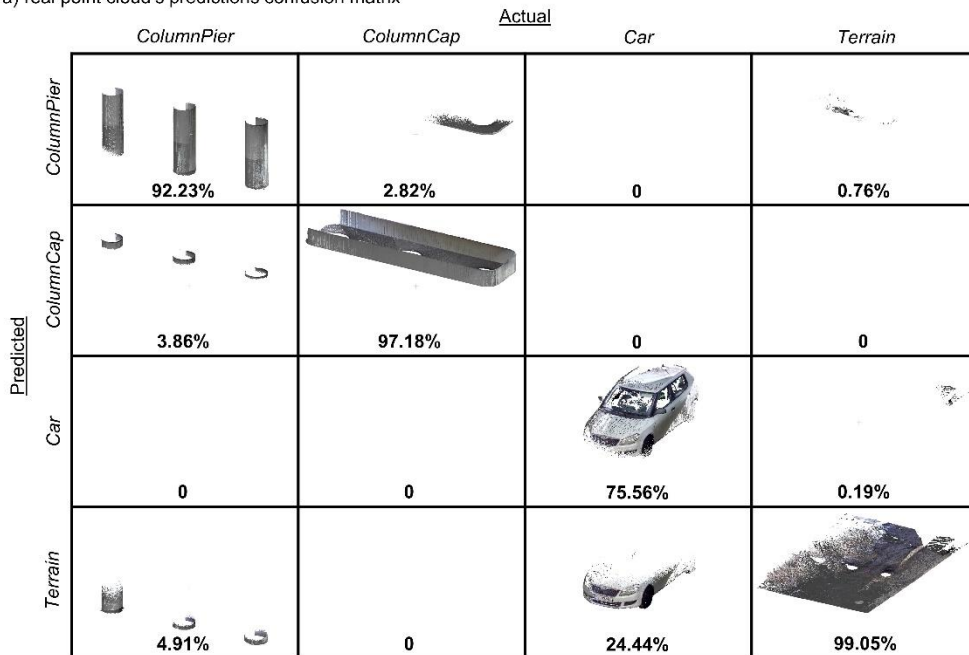 a) real point cloud's predictions confusion matrix
Actual
ColumnPier ColumnCap Car Terrain
Predicted
ColumnPier
92.23% 2.82% 0 0.76%
ColumnCap
3.86% 97.18% 0 0
Car
0 0 75.56% 0.19%
Terrain
4.91% 0 24.44% 99.05%